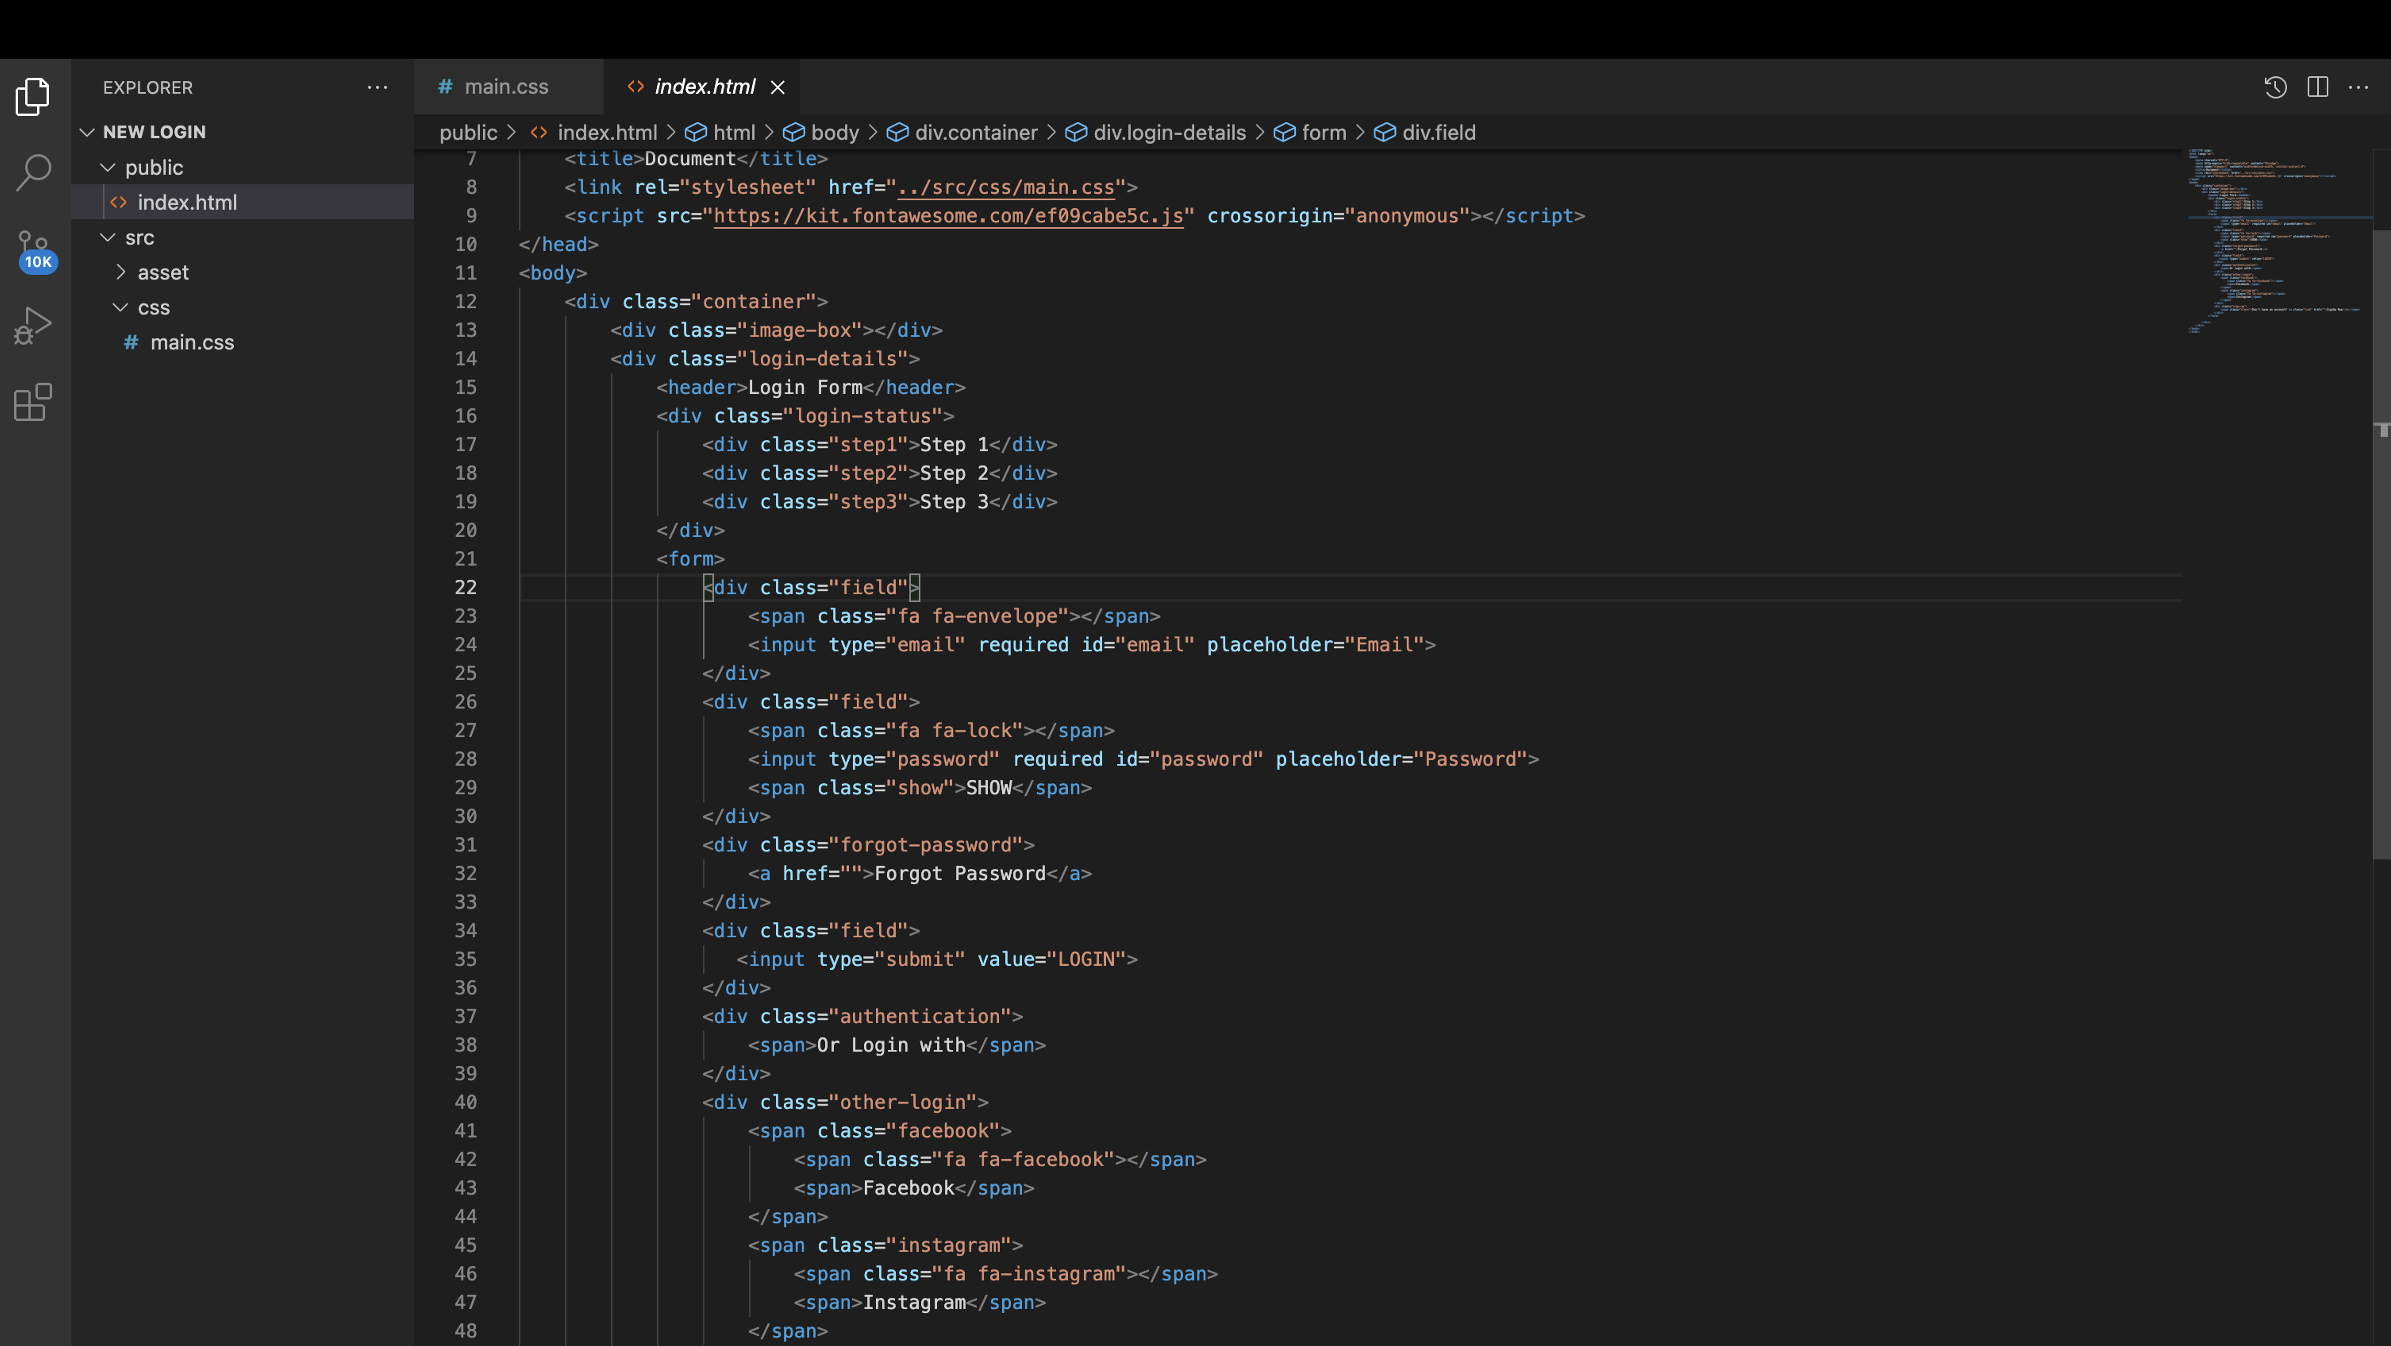 EXPLORER
NEW LOGIN
public
index.html
src
asset
css
# main.css
10K
# main.css
<> index.html
public > <> index.html > html > body > div.container > div.login-details > form > div.field
7 <title>Document</title>
8 <link rel="stylesheet" href="../src/css/main.css">
9 <script src="https://kit.fontawesome.com/ef09cabe5c.js" crossorigin="anonymous"></script>
10 </head>
11 <body>
12 <div class="container">
13 <div class="image-box"></div>
14 <div class="login-details">
15 <header>Login Form</header>
16 <div class="login-status">
17 <div class="step1">Step 1</div>
18 <div class="step2">Step 2</div>
19 <div class="step3">Step 3</div>
20 </div>
21 <form>
22 <div class="field">
23 <span class="fa fa-envelope"></span>
24 <input type="email" required id="email" placeholder="Email">
25 </div>
26 <div class="field">
27 <span class="fa fa-lock"></span>
28 <input type="password" required id="password" placeholder="Password">
29 <span class="show">SHOW</span>
30 </div>
31 <div class="forgot-password">
32 <a href="">Forgot Password</a>
33 </div>
34 <div class="field">
35 <input type="submit" value="LOGIN">
36 </div>
37 <div class="authentication">
38 <span>Or Login with</span>
39 </div>
40 <div class="other-login">
41 <span class="facebook">
42 <span class="fa fa-facebook"></span>
43 <span>Facebook</span>
44 </span>
45 <span class="instagram">
46 <span class="fa fa-instagram"></span>
47 <span>Instagram</span>
48 </span>